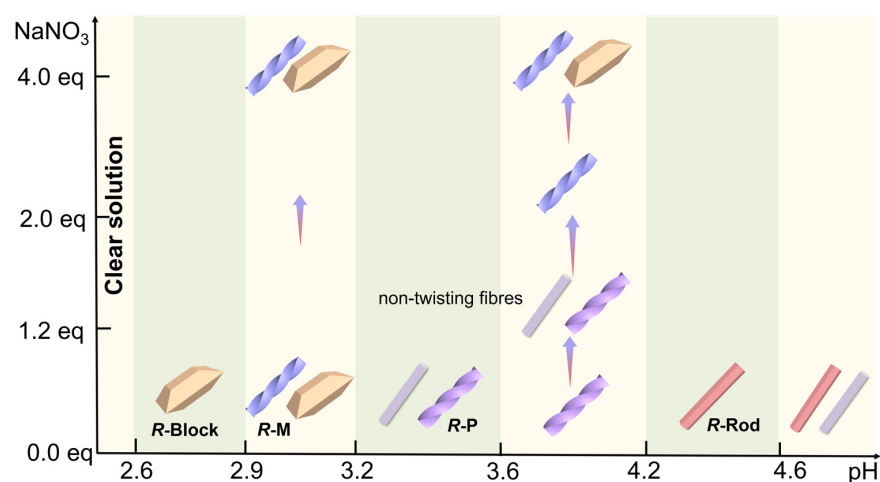 NaNO3
4.0 eq
2.0 eq
1.2 eq
0.0 eq
Clear solution
non-twisting fibres
R-Block
R-M
R-P
R-Rod
2.6
2.9
3.2
3.6
4.2
4.6
pH